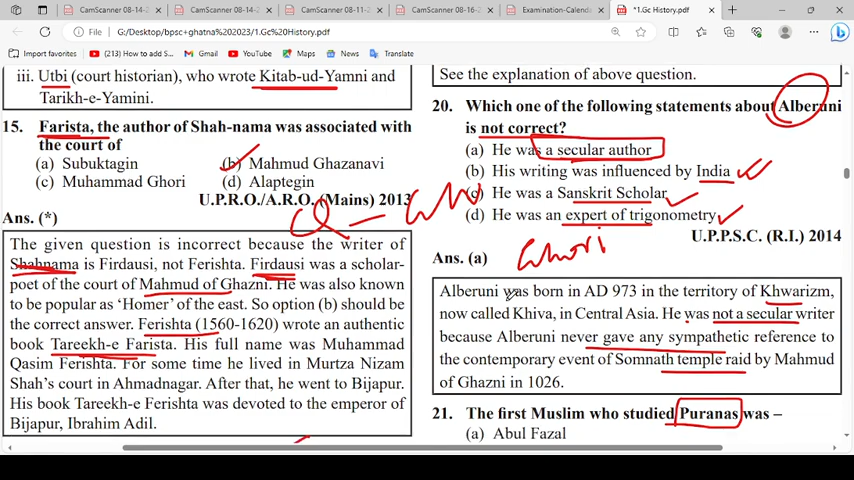 CamScanner 08-14-
CamScanner 08-14-
CamScanner 08-11-
CamScanner 08-16-
Examination-Calend
*1.Gc History.pdf
File
G:/Desktop/bpsc+ghatna%202023/1.Gc%20History.pdf
Import favorites
(213) How to add S...
Gmail
YouTube
Maps
News
Translate
iii. Utbi (court historian), who wrote Kitab-ud-Yamni and
Tarikh-e-Yamini.
15. Farista, the author of Shah-nama was associated with
the court of
(a) Subuktagin
(b) Mahmud Ghazanavi
(c) Muhammad Ghori
(d) Alaptegin
U.P.R.O./A.R.O. (Mains) 2013
Ans. (*)
The given question is incorrect because the writer of
Shahnama is Firdausi, not Ferishta. Firdausi was a scholar-
poet of the court of Mahmud of Ghazni. He was also known
to be popular as 'Homer' of the east. So option (b) should be
the correct answer. Ferishta (1560-1620) wrote an authentic
book Tareekh-e Farista. His full name was Muhammad
Qasim Ferishta. For some time he lived in Murtza Nizam
Shah's court in Ahmadnagar. After that, he went to Bijapur.
His book Tareekh-e Ferishta was devoted to the emperor of
Bijapur, Ibrahim Adil.
See the explanation of above question.
20. Which one of the following statements about Alberuni
is not correct?
(a) He was a secular author
(b) His writing was influenced by India
(c) He was a Sanskrit Scholar
(d) He was an expert of trigonometry
U.P.P.S.C. (R.I.) 2014
Ghori
Ans. (a)
Alberuni was born in AD 973 in the territory of Khwarizm,
now called Khiva, in Central Asia. He was not a secular writer
because Alberuni never gave any sympathetic reference to
the contemporary event of Somnath temple raid by Mahmud
of Ghazni in 1026.
21. The first Muslim who studied Puranas was –
(a) Abul Fazal